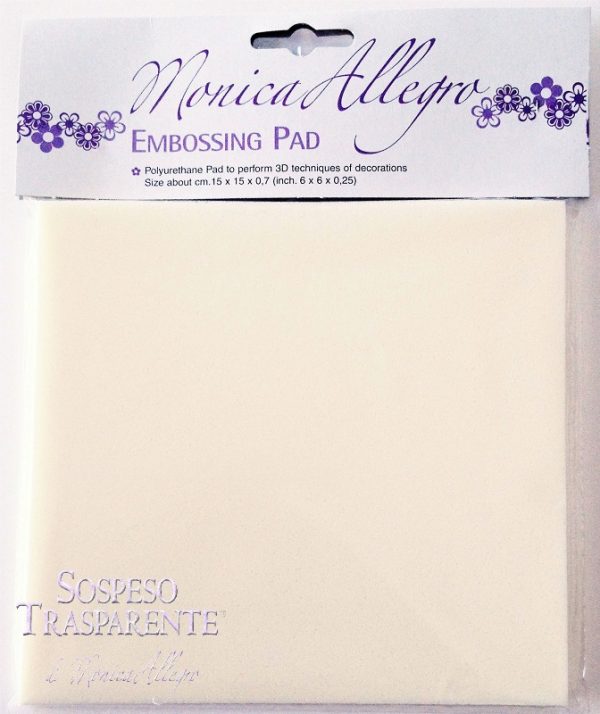 Monica Allegro
EMBOSSING PAD
Polyurethane Pad to perform 3D techniques of decorations
Size about cm.15 x 15 x 0,7 (inch. 6 x 6 x 0,25)
SOSPESO
TRASPARENTE™
di Monica Allegro